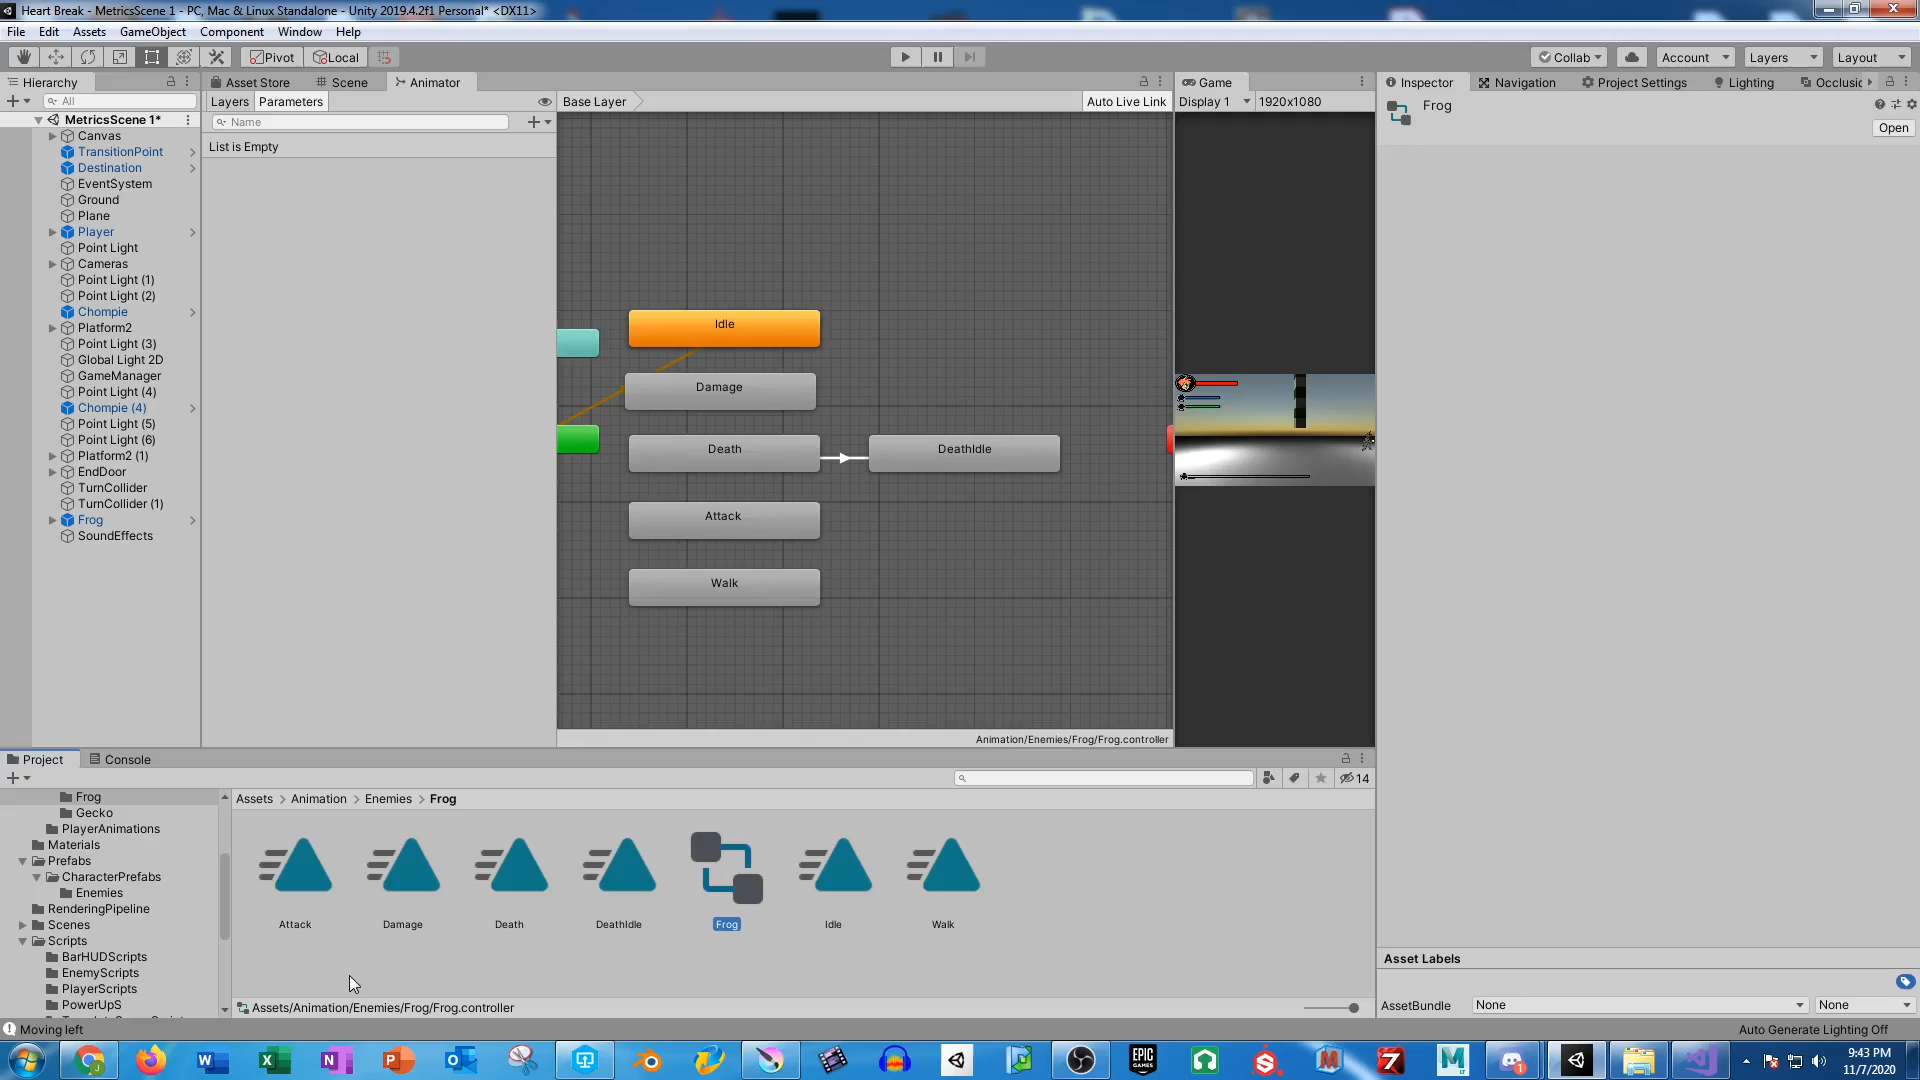 Heart Break - MetricsScene 1 - PC, Mac & Linux Standalone - Unity 2019.4.2f1 Personal* <DX11>
File Edit Assets GameObject Component Window Help
Pivot Local Collab Account Layers Layout
Hierarchy Asset Store Scene Animator Game Inspector Navigation Project Settings Lighting Occlusic
All Layers Parameters Base Layer Auto Live Link Display 1 1920x1080 Frog
Open
MetricsScene 1*
Name
List is Empty
Canvas
TransitionPoint
Destination
EventSystem
Ground
Plane
Player
Point Light
Cameras
Point Light (1)
Point Light (2)
Chompie
Platform2
Point Light (3)
Global Light 2D
GameManager
Point Light (4)
Chompie (4)
Point Light (5)
Point Light (6)
Platform2 (1)
EndDoor
TurnCollider
TurnCollider (1)
Frog
SoundEffects
Idle
Damage
Death DeathIdle
Attack
Walk
Animation/Enemies/Frog/Frog.controller
Project Console
14
Frog
Gecko
PlayerAnimations
Materials
Prefabs
CharacterPrefabs
Enemies
RenderingPipeline
Scenes
Scripts
BarHUDScripts
EnemyScripts
PlayerScripts
PowerUpS
Assets > Animation > Enemies > Frog
Attack Damage Death DeathIdle Frog Idle Walk
Assets/Animation/Enemies/Frog/Frog.controller
Asset Labels
AssetBundle None None
Moving left
Auto Generate Lighting Off
EPIC GAMES
9:43 PM
11/7/2020